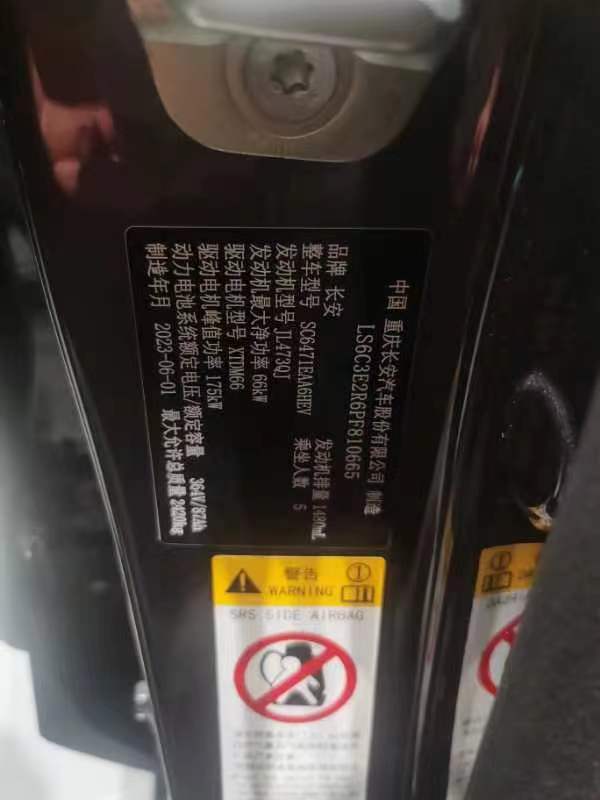 中国 重庆长安汽车股份有限公司 制造
LS6C3E2R6PF810665
品牌 长安
整车型号 SC6471EAA6HEV 乘坐人数 5
发动机型号 JL473QJ 发动机排量 1480mL
发动机最大净功率 66kW
驱动电机型号 XTDM66
驱动电机峰值功率 175kW
动力电池系统额定电压/额定容量 364V/87Ah
制造年月 2023-06-01 最大允许总质量 2420kg
警告
WARNING
SRS SIDE AIRBAG